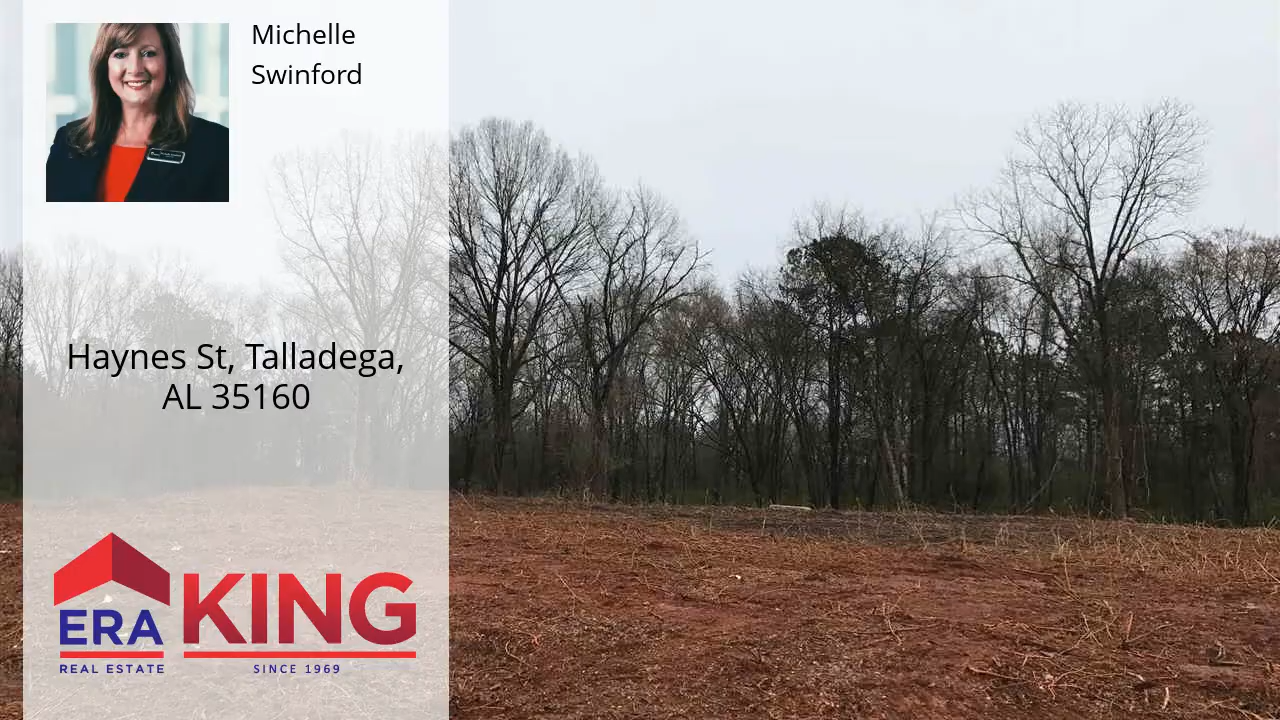 Michelle
Swinford
Haynes St, Talladega,
AL 35160
ERA
REAL ESTATE
KING
SINCE 1969